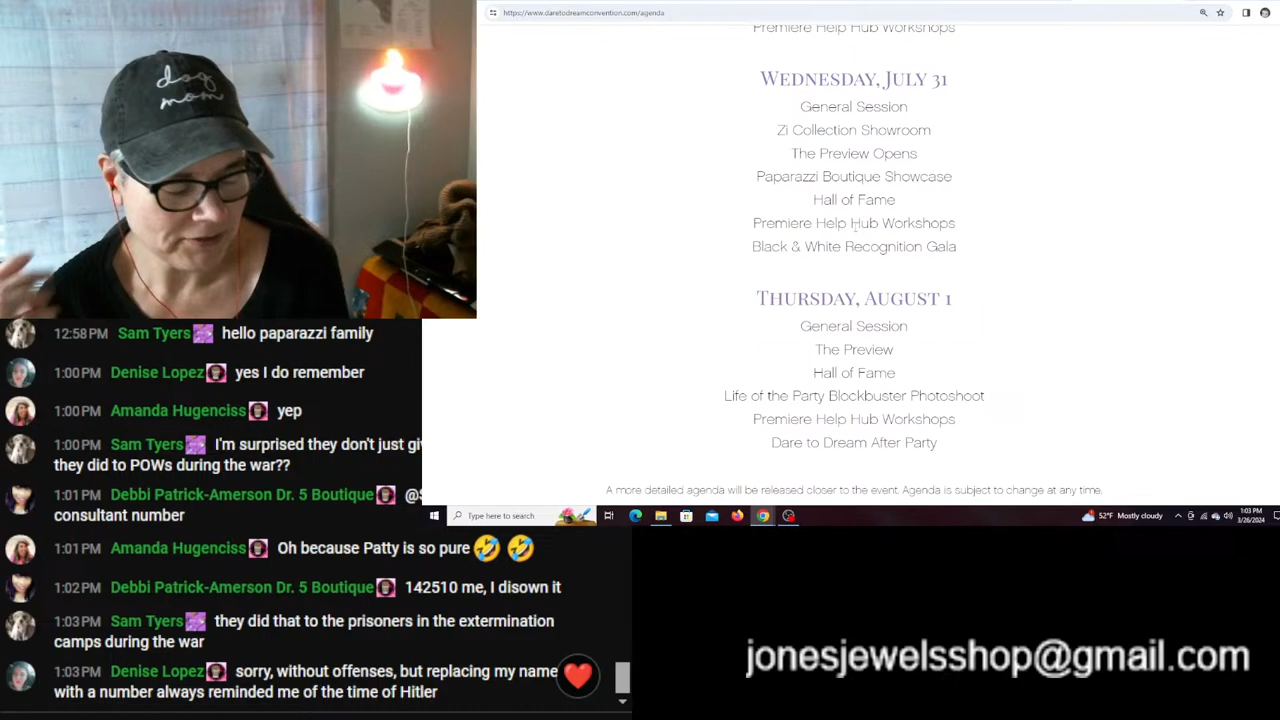 https://www.daretodreamconvention.com/agenda
dog
mom
Premiere Help Hub Workshops
Wednesday, July 31
General Session
Zi Collection Showroom
The Preview Opens
Paparazzi Boutique Showcase
Hall of Fame
Premiere Help Hub Workshops
Black & White Recognition Gala
Thursday, August 1
General Session
The Preview
Hall of Fame
Life of the Party Blockbuster Photoshoot
Premiere Help Hub Workshops
Dare to Dream After Party
A more detailed agenda will be released closer to the event. Agenda is subject to change at any time.
Type here to search
52°F Mostly cloudy
1:03 PM
3/26/2024
12:58 PM Sam Tyers hello paparazzi family
1:00 PM Denise Lopez yes I do remember
1:00 PM Amanda Hugenciss yep
1:00 PM Sam Tyers I'm surprised they don't just
they did to POWs during the war??
1:01 PM Debbi Patrick-Amerson Dr. 5 Boutique
consultant number
1:01 PM Amanda Hugenciss Oh because Patty is so pure 🤣 🤣
1:02 PM Debbi Patrick-Amerson Dr. 5 Boutique 142510 me, I disown it
1:03 PM Sam Tyers they did that to the prisoners in the extermination
camps during the war
1:03 PM Denise Lopez sorry, without offenses, but replacing my name
with a number always reminded me of the time of Hitler
jonesjewelsshop@gmail.com